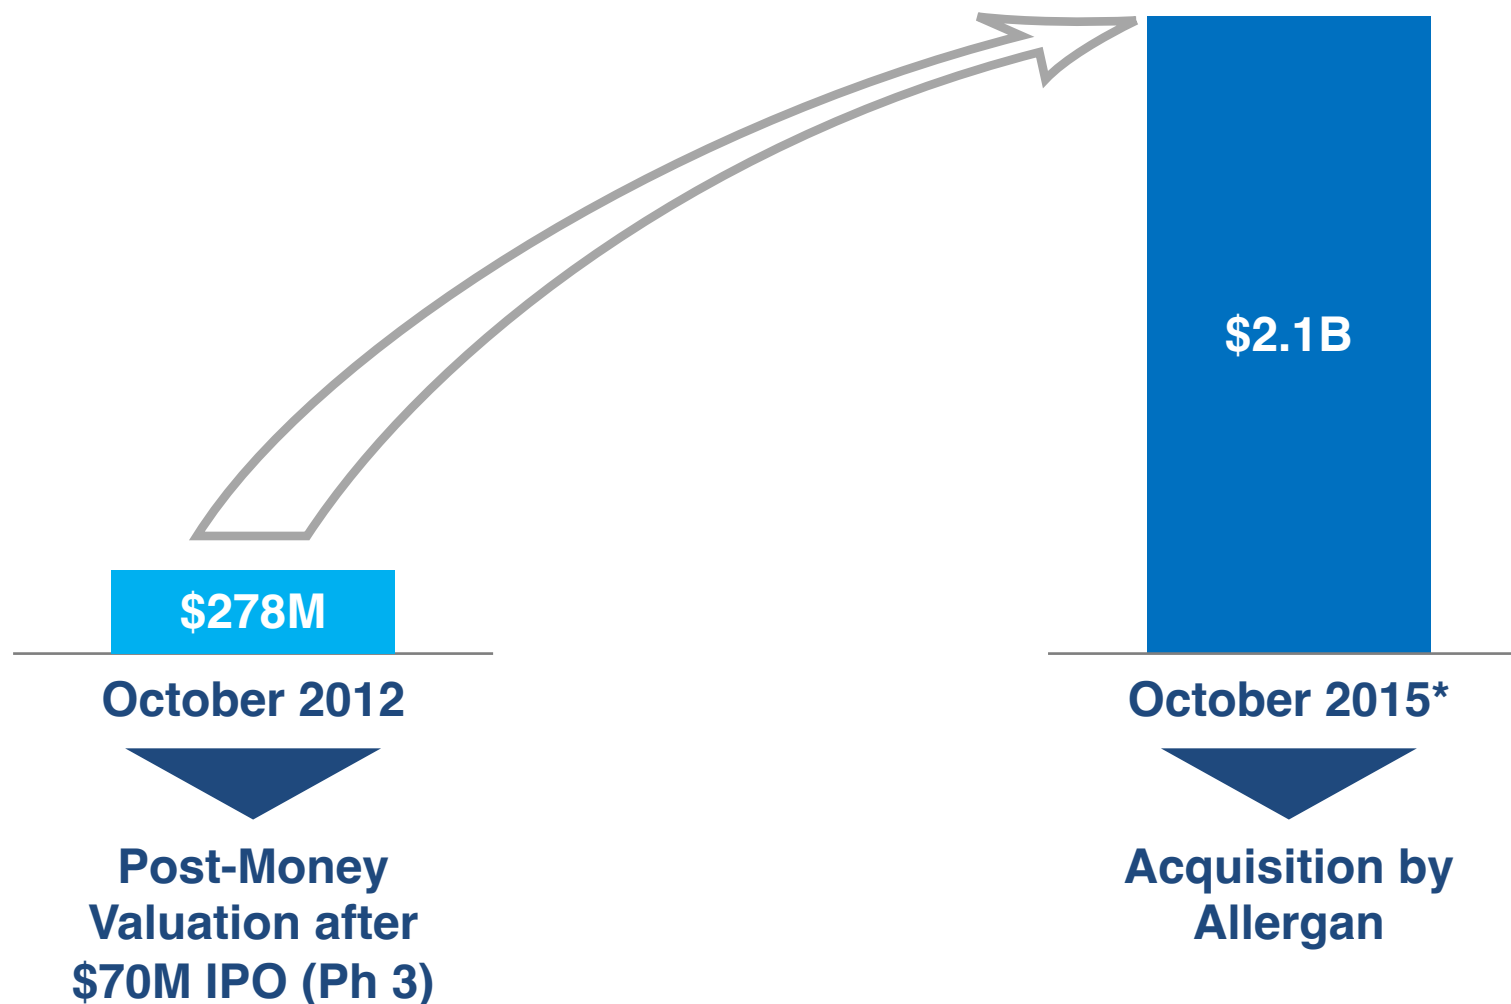 $2.1B
$278M
October 2012
October 2015*
Post-Money
Valuation after
$70M IPO (Ph 3)
Acquisition by
Allergan